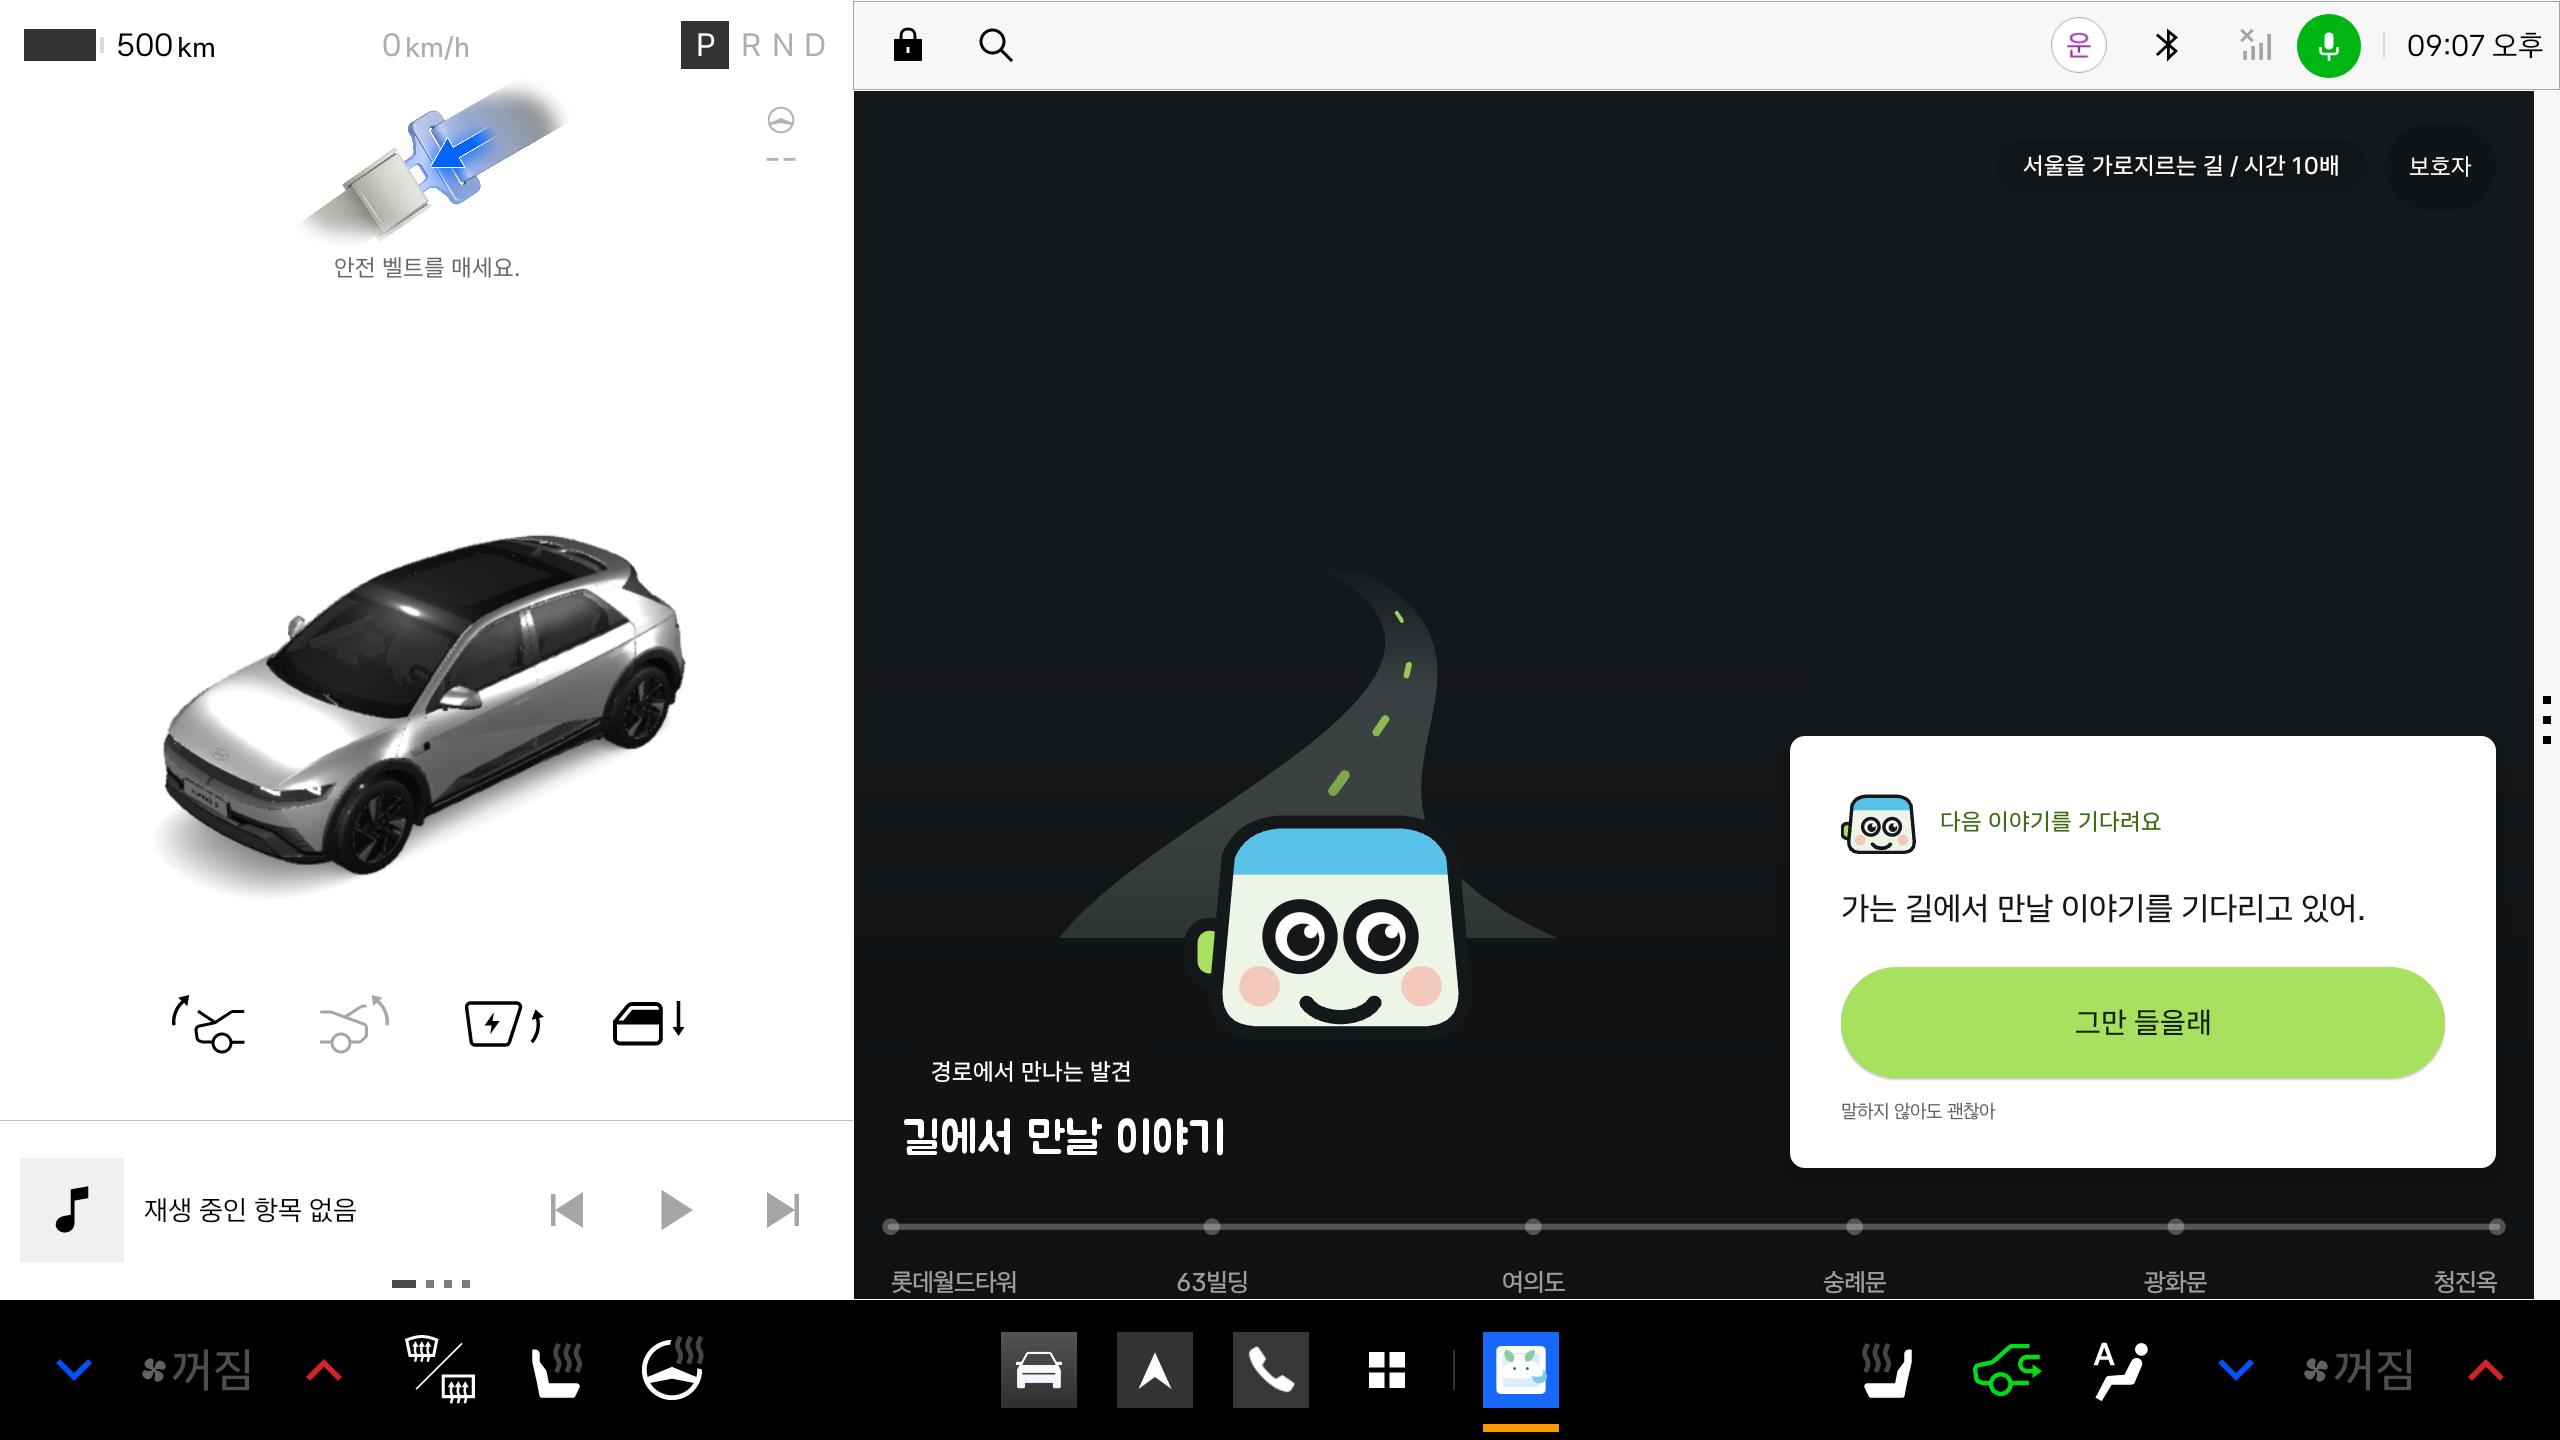 500 km
0 km/h
P R N D
운
09:07 오후
안전 벨트를 매세요.
서울을 가로지르는 길 / 시간 10배
보호자
다음 이야기를 기다려요
가는 길에서 만날 이야기를 기다리고 있어.
그만 들을래
말하지 않아도 괜찮아
경로에서 만나는 발견
길에서 만날 이야기
재생 중인 항목 없음
롯데월드타워
63빌딩
여의도
숭례문
광화문
청진옥
꺼짐
A
꺼짐